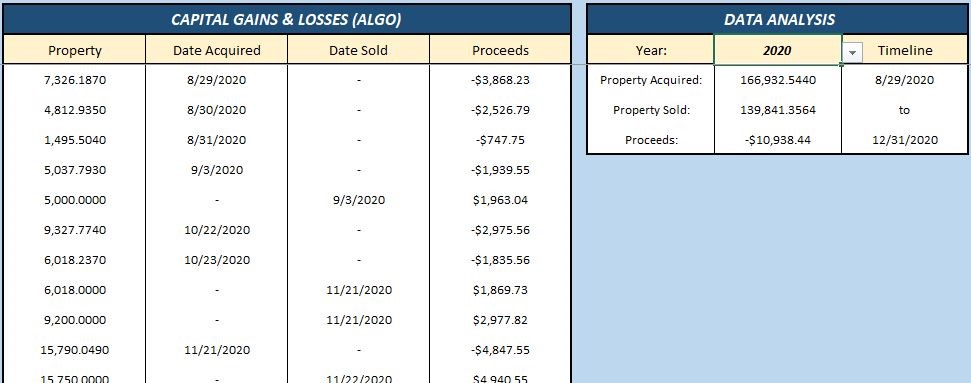 CAPITAL GAINS & LOSSES (ALGO)
Property Date Acquired Date Sold Proceeds
7,326.1870 8/29/2020 - -$3,868.23
4,812.9350 8/30/2020 - -$2,526.79
1,495.5040 8/31/2020 - -$747.75
5,037.7930 9/3/2020 - -$1,939.55
5,000.0000 - 9/3/2020 $1,963.04
9,327.7740 10/22/2020 - -$2,975.56
6,018.2370 10/23/2020 - -$1,835.56
6,018.0000 - 11/21/2020 $1,869.73
9,200.0000 - 11/21/2020 $2,977.82
15,790.0490 11/21/2020 - -$4,847.55
15,750.0000 - 11/22/2020 $4,940.55
DATA ANALYSIS
Year: 2020 Timeline
Property Acquired: 166,932.5440 8/29/2020
Property Sold: 139,841.3564 to
Proceeds: -$10,938.44 12/31/2020